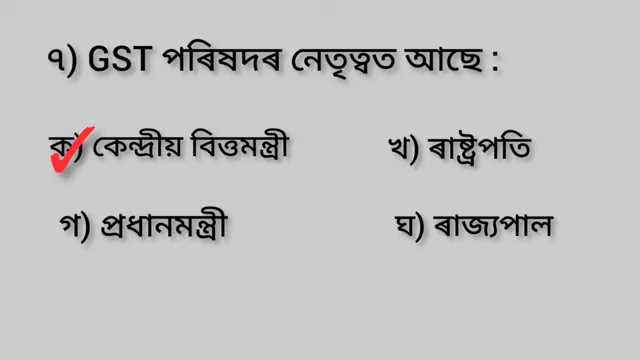 ৭) GST পৰিষদৰ নেতৃত্বত আছে :
ক) কেন্দ্ৰীয় বিত্তমন্ত্ৰী খ) ৰাষ্ট্ৰপতি
গ) প্ৰধানমন্ত্ৰী ঘ) ৰাজ্যপাল